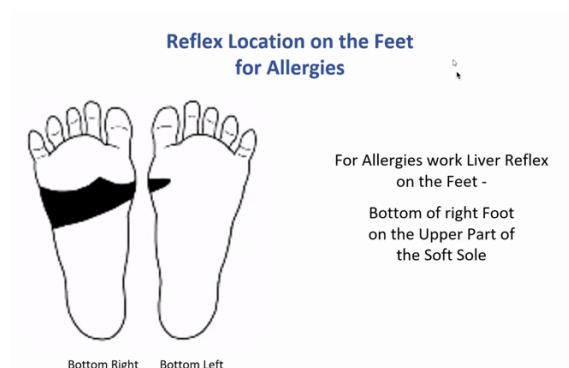 Reflex Location on the Feet
for Allergies
For Allergies work Liver Reflex
on the Feet -
Bottom of right Foot
on the Upper Part of
the Soft Sole
Bottom Right
Bottom Left